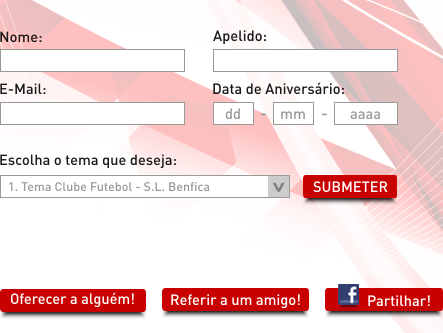 Nome:
Apelido:
E-Mail:
Data de Aniversário:
dd - mm - aaaa
Escolha o tema que deseja:
1. Tema Clube Futebol - S.L. Benfica
SUBMETER
Oferecer a alguém!
Referir a um amigo!
f Partilhar!